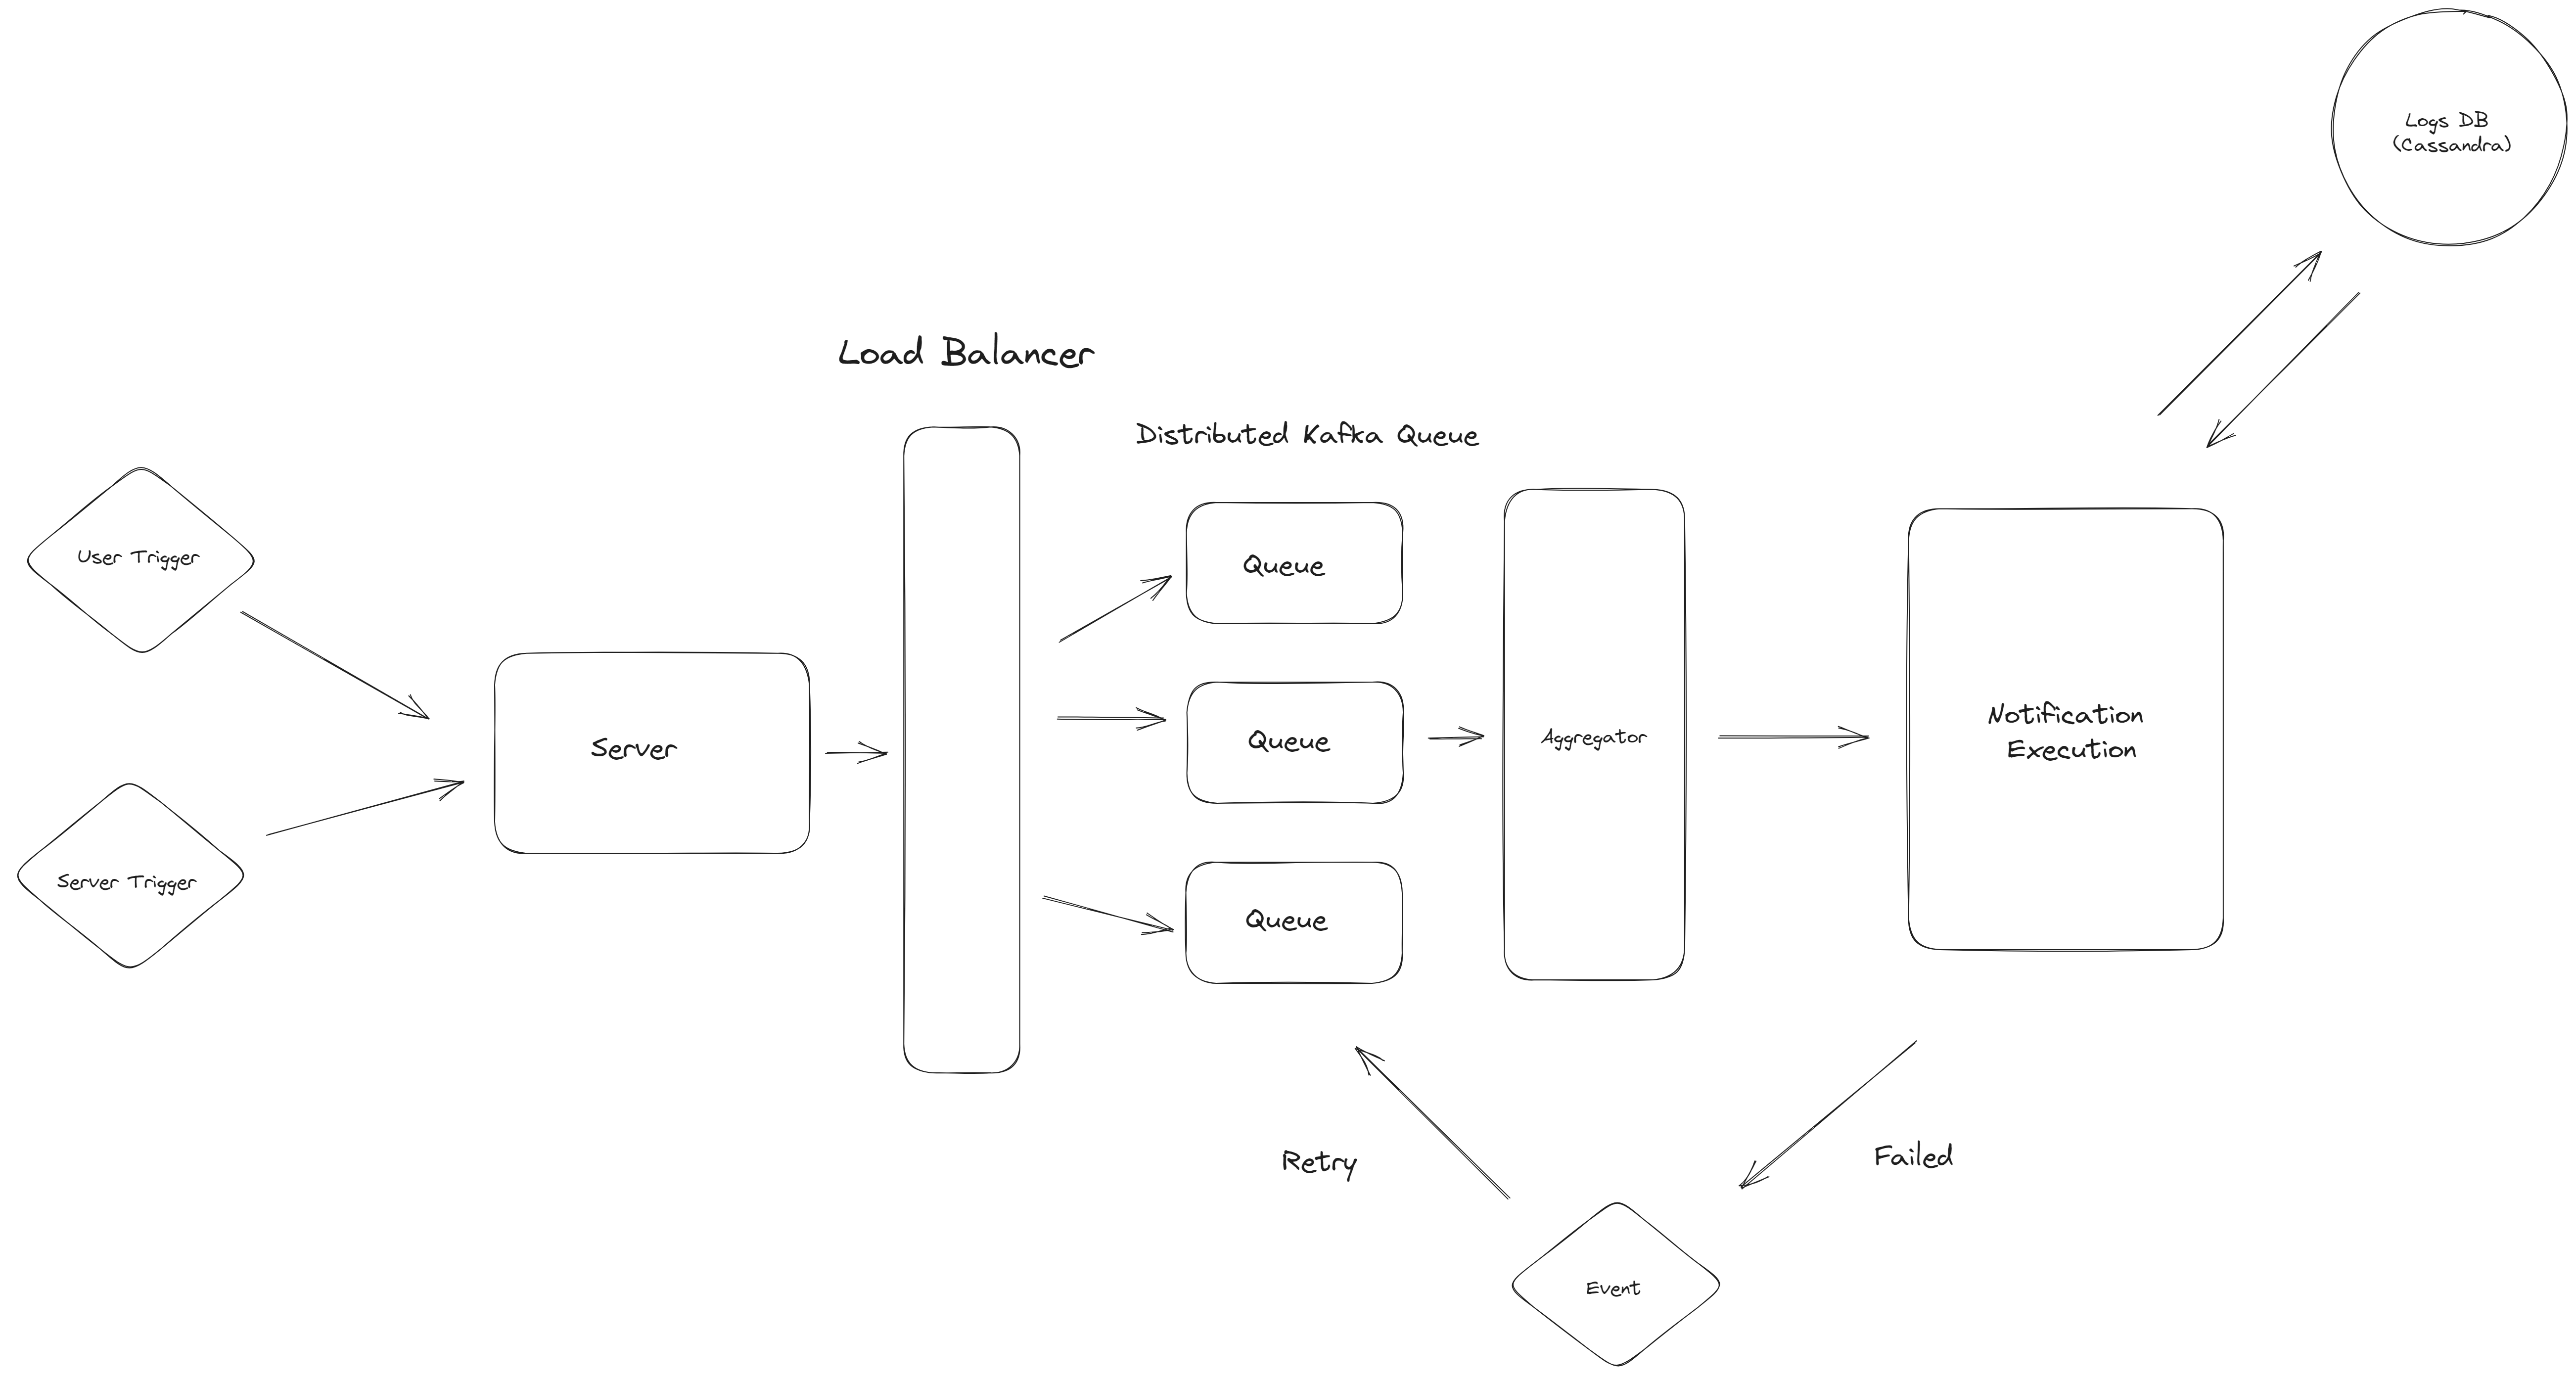 Logs DB
(Cassandra)
Load Balancer
Distributed Kafka Queue
User Trigger
Server Trigger
Server
Queue
Queue
Queue
Aggregator
Notification
Execution
Retry
Failed
Event